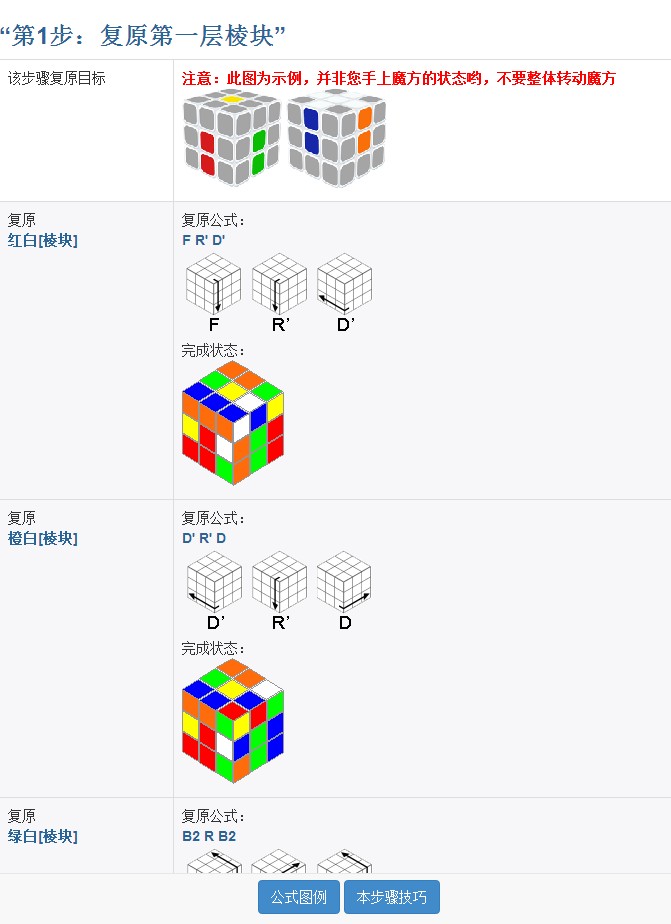 “第1步：复原第一层棱块”
该步骤复原目标
注意：此图为示例，并非您手上魔方的状态哟，不要整体转动魔方
复原
红白[棱块]
复原公式：
F R' D'
F R’ D’
完成状态：
复原
橙白[棱块]
复原公式：
D' R' D
D’ R’ D
完成状态：
复原
绿白[棱块]
复原公式：
B2 R B2
公式图例 本步骤技巧